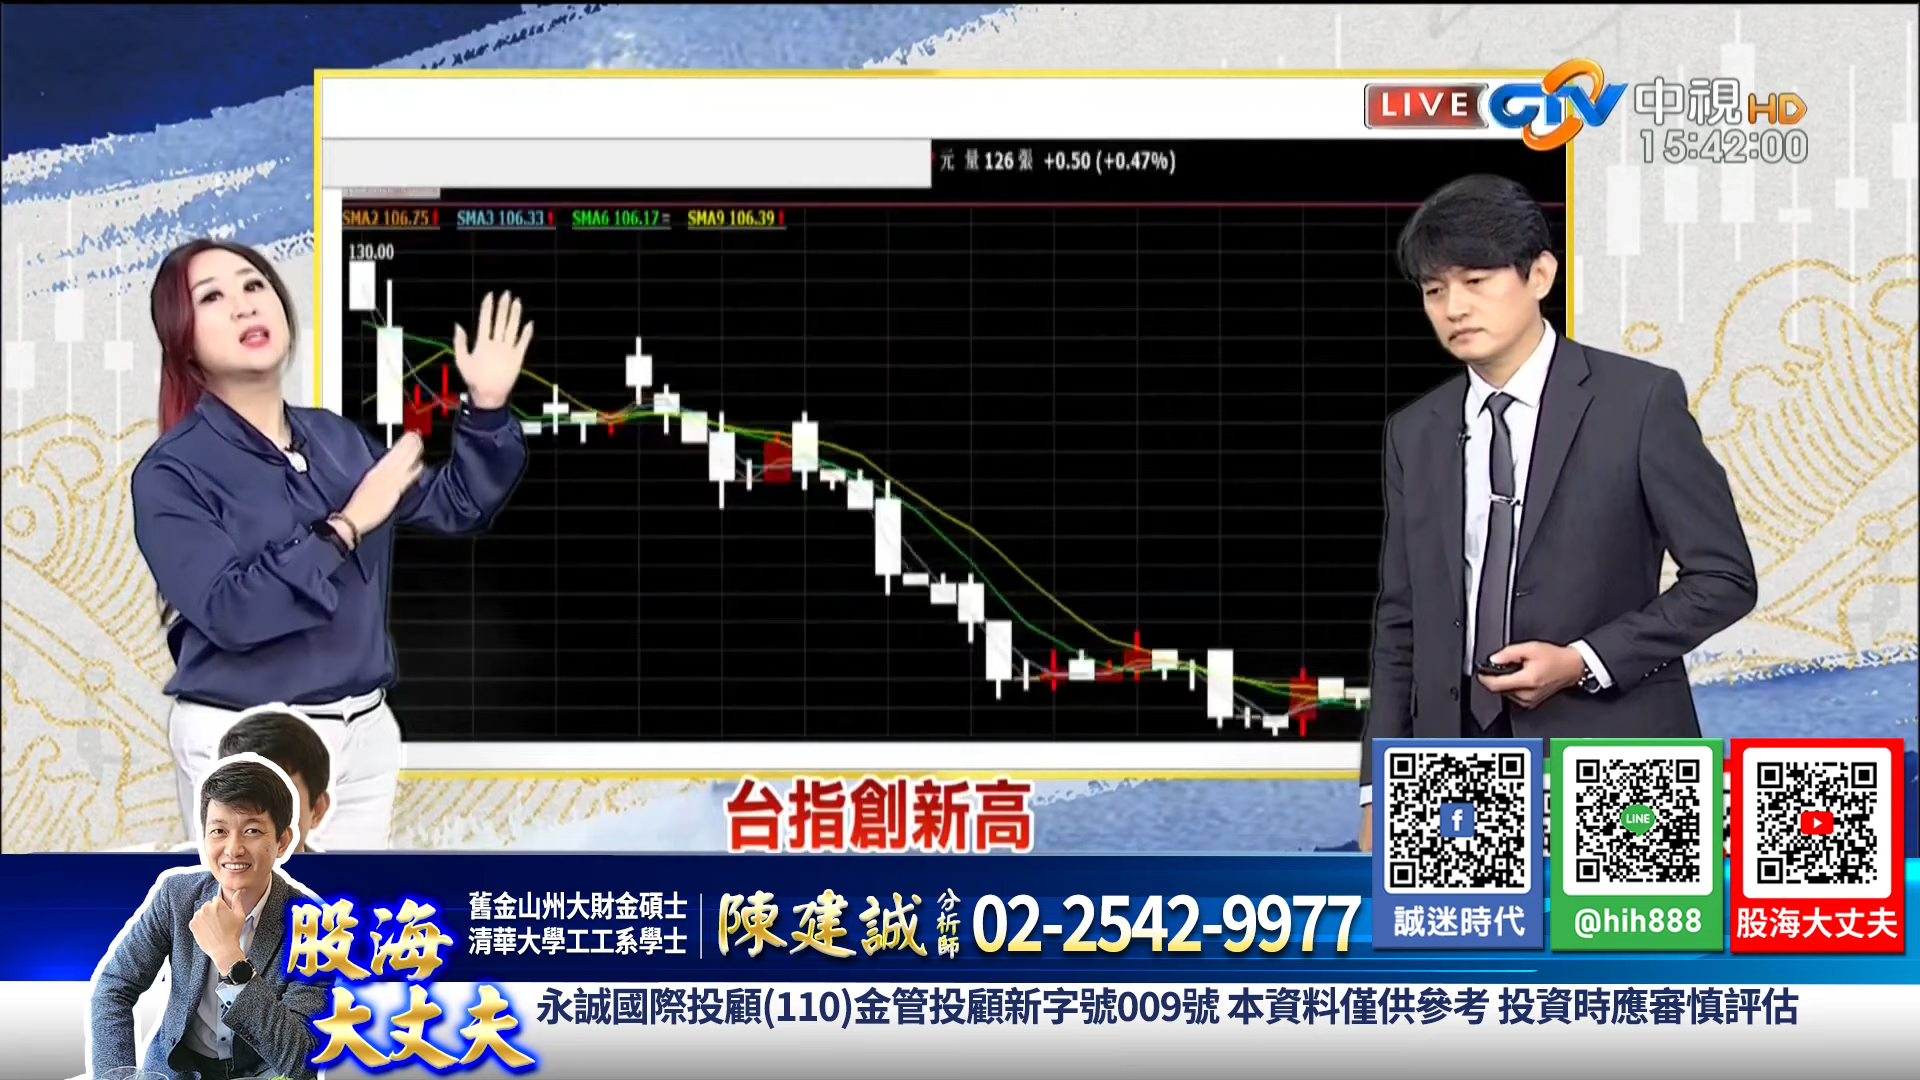 LIVE CTV 中視HD
15:42:00
元 量 126 張 +0.50 (+0.47%)
SMA2 106.75 SMA3 106.33 SMA6 106.17= SMA9 106.39
130.00
台指創新高
股海
大丈夫
舊金山州大財金碩士
清華大學工工系學士
陳建誠 分析師 02-2542-9977
f
誠迷時代
LINE
@hih888
股海大丈夫
永誠國際投顧(110)金管投顧新字號009號 本資料僅供參考 投資時應審慎評估